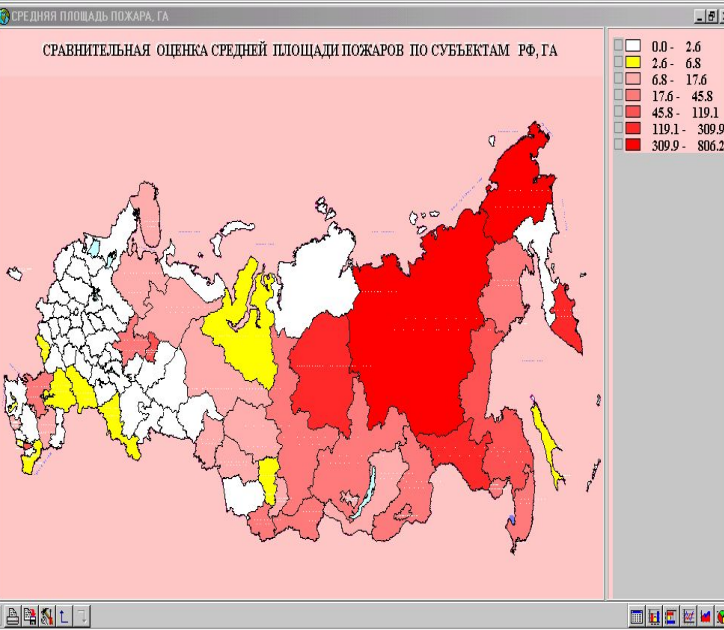 СРЕДНЯЯ ПЛОЩАДЬ ПОЖАРА, ГА
СРАВНИТЕЛЬНАЯ ОЦЕНКА СРЕДНЕЙ ПЛОЩАДИ ПОЖАРОВ ПО СУБЪЕКТАМ РФ, ГА
0.0 - 2.6
2.6 - 6.8
6.8 - 17.6
17.6 - 45.8
45.8 - 119.1
119.1 - 309.9
309.9 - 806.2